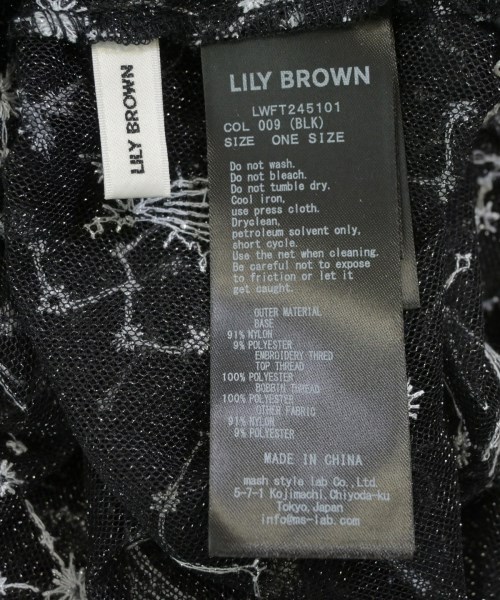 LILY BROWN
LILY BROWN
LWFT245101
COL 009 (BLK)
SIZE ONE SIZE
Do not wash.
Do not bleach.
Do not tumble dry.
Cool iron,
use press cloth.
Dryclean,
petroleum solvent only,
short cycle.
Use the net when cleaning.
Be careful not to expose
to friction or let it
get caught.
OUTER MATERIAL
BASE
91% NYLON
9% POLYESTER
EMBROIDERY THRED
TOP THREAD
100% POLYESTER
BOBBIN THREAD
100% POLYESTER
OTHER FABRIC
91% NYLON
9% POLYESTER
MADE IN CHINA
mash style lab Co., Ltd.
5-7-1 Kojimachi, Chiyoda-ku
Tokyo, Japan
info@ms-lab.com